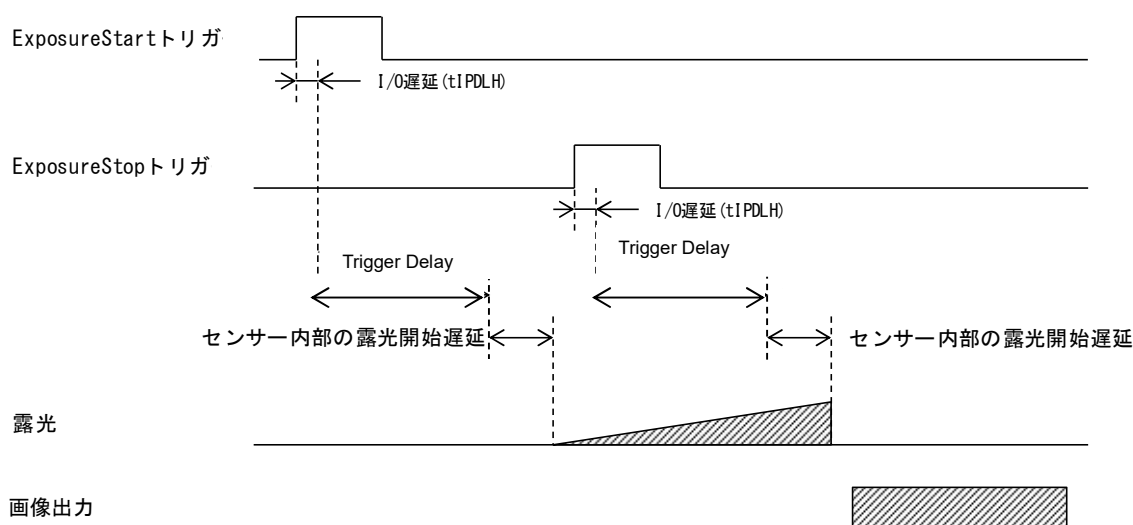 ExposureStartトリガ
I/O遅延(tIPDLH)
ExposureStopトリガ
I/O遅延(tIPDLH)
Trigger Delay
Trigger Delay
センサー内部の露光開始遅延
センサー内部の露光開始遅延
露光
画像出力